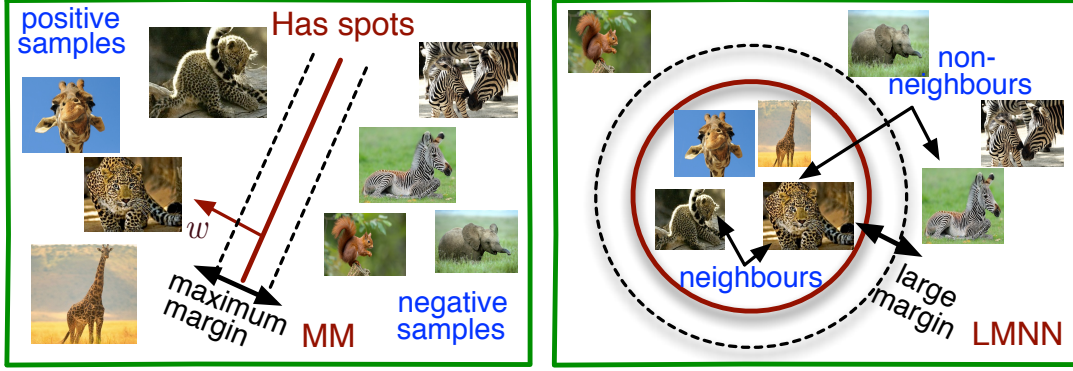 positive
samples
Has spots
w
maximum
margin
MM
negative
samples
non-
neighbours
neighbours
large
margin
LMNN